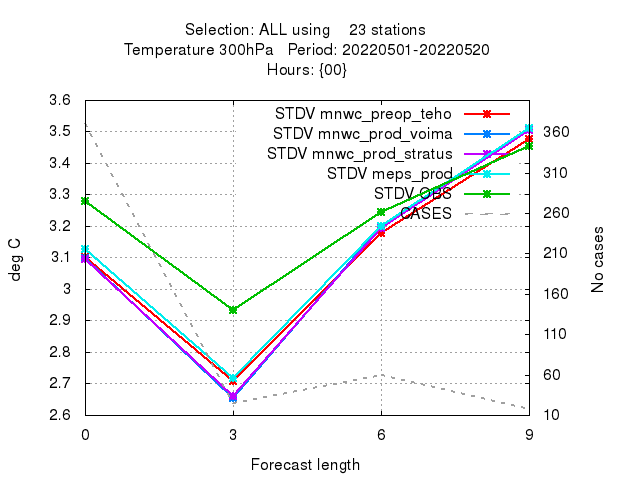 Selection: ALL using 23 stations
Temperature 300hPa Period: 20220501-20220520
Hours: {00}
STDV mnwc_preop_teho
STDV mnwc_prod_voima
STDV mnwc_prod_stratus
STDV meps_prod
STDV OBS
CASES
3.6
3.5
3.4
3.3
3.2
3.1
3
2.9
2.8
2.7
2.6
deg C
360
310
260
210
160
110
60
10
No cases
0 3 6 9
Forecast length